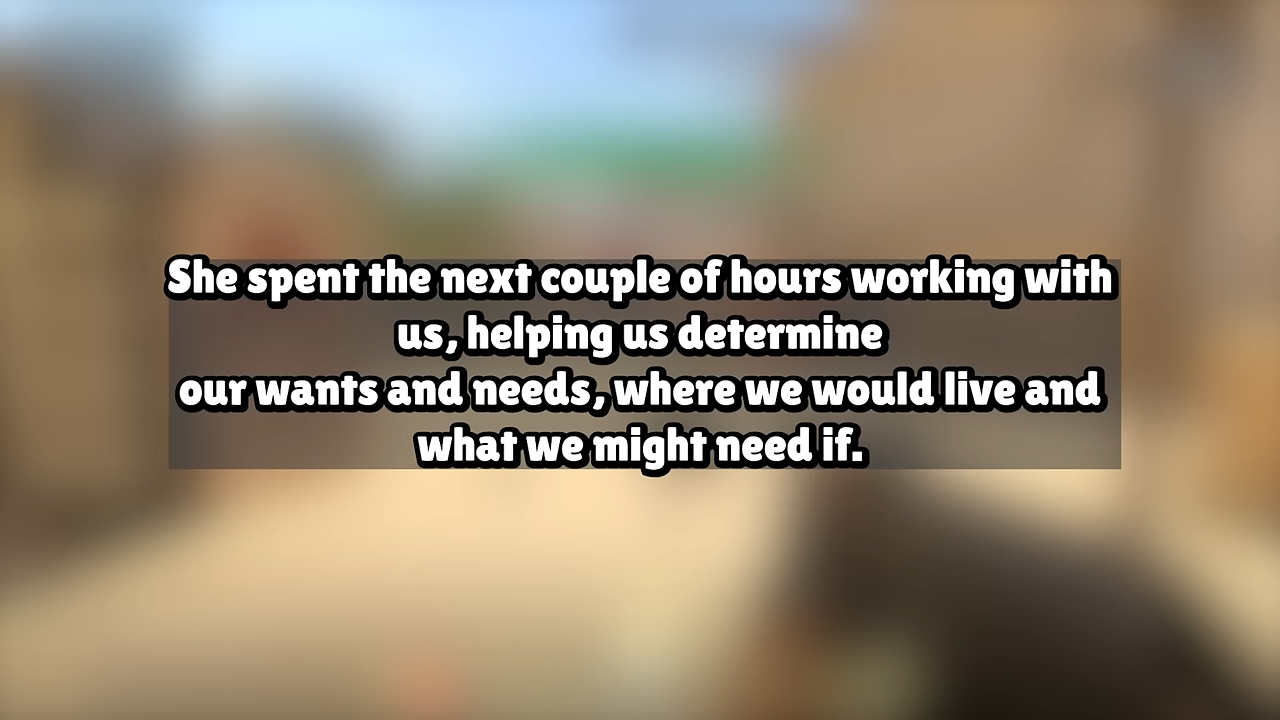 She spent the next couple of hours working with
us, helping us determine
our wants and needs, where we would live and
what we might need if.